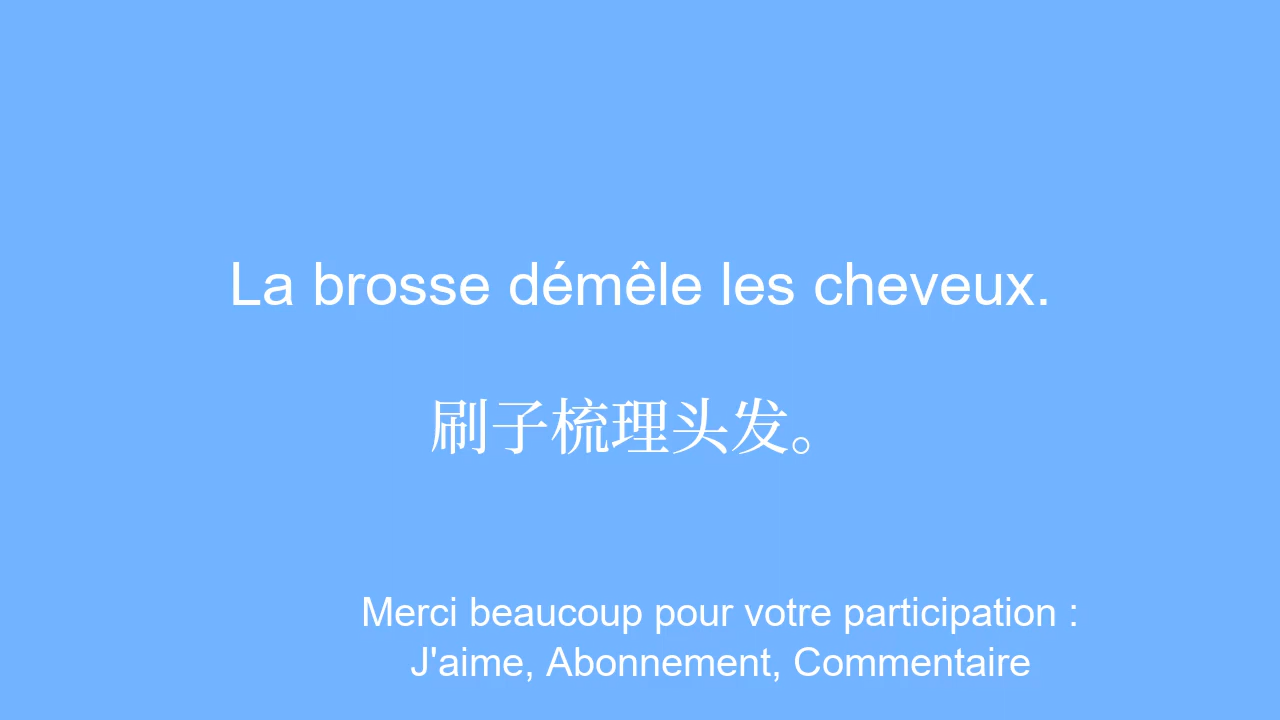 La brosse démêle les cheveux.
刷子梳理头发。
Merci beaucoup pour votre participation :
J'aime, Abonnement, Commentaire